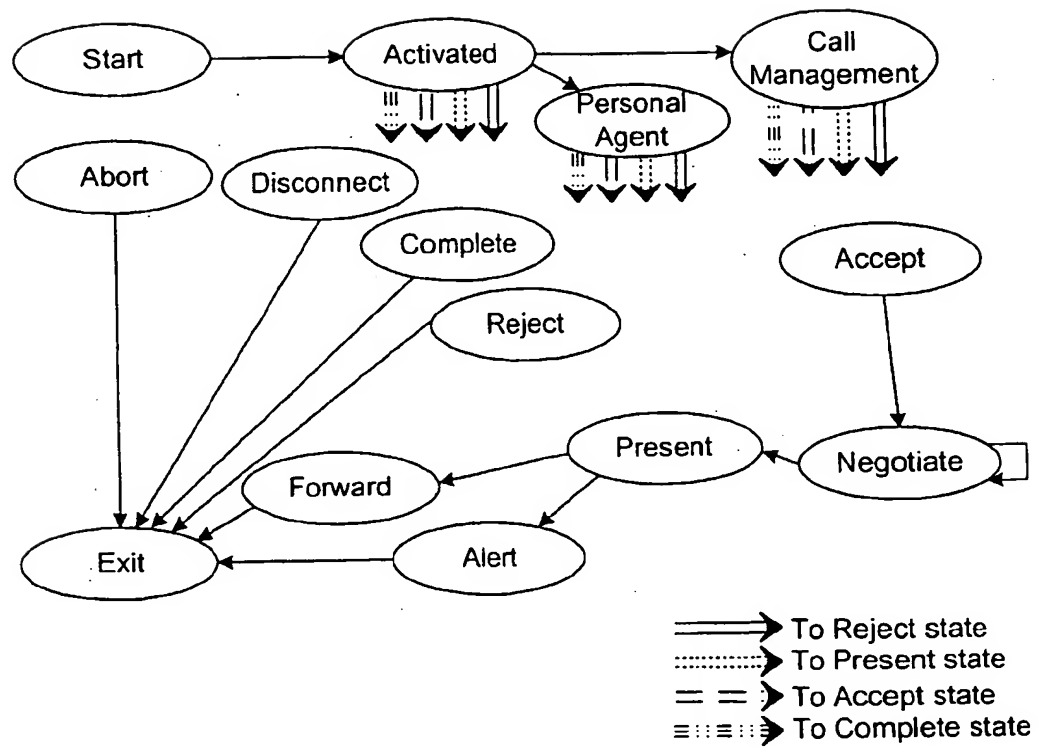 Start
Activated
Call
Management
Personal
Agent
Abort
Disconnect
Complete
Accept
Reject
Present
Negotiate
Forward
Exit
Alert
To Reject state
To Present state
To Accept state
To Complete state